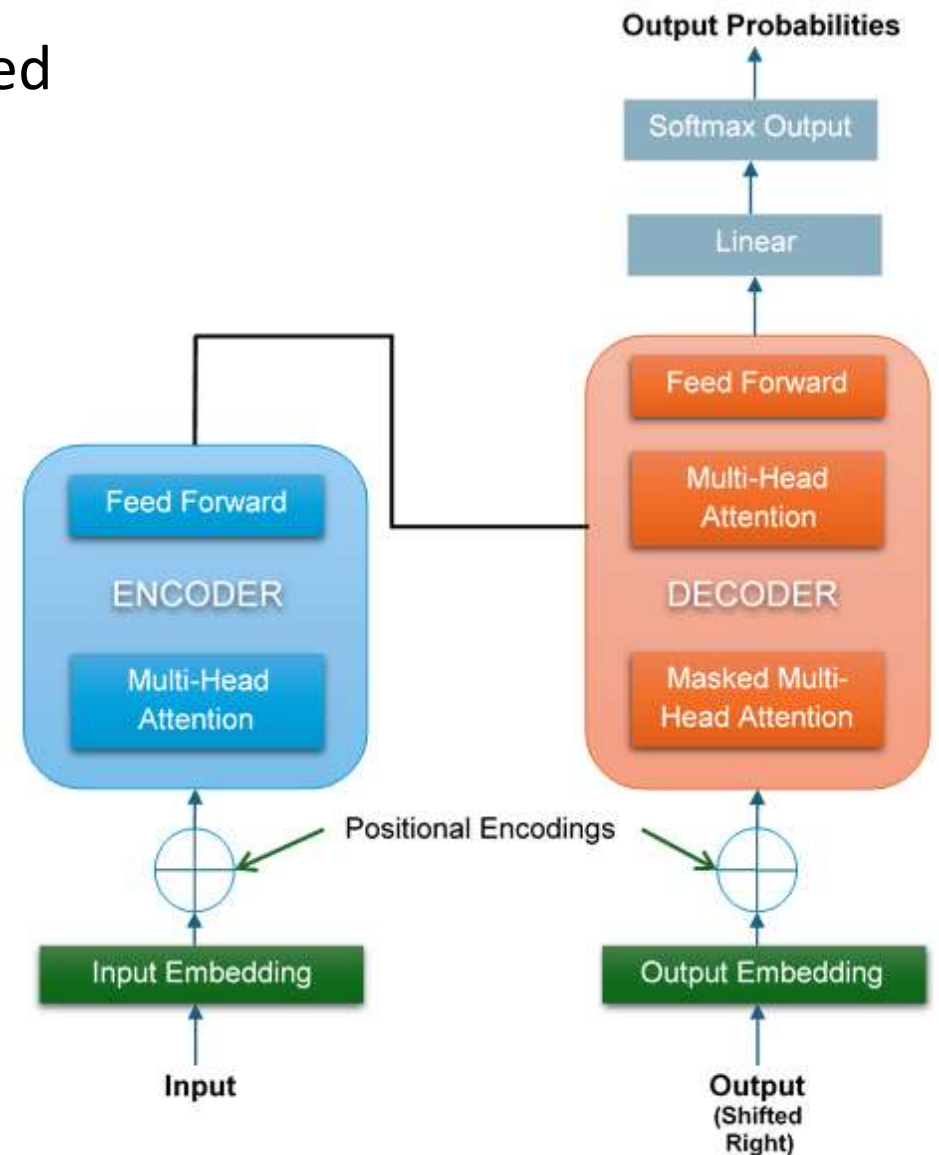 ed
Output Probabilities
Softmax Output
Linear
Feed Forward
Multi-Head
Attention
DECODER
Masked Multi-
Head Attention
Feed Forward
ENCODER
Multi-Head
Attention
Positional Encodings
Input Embedding
Output Embedding
Input
Output
(Shifted
Right)